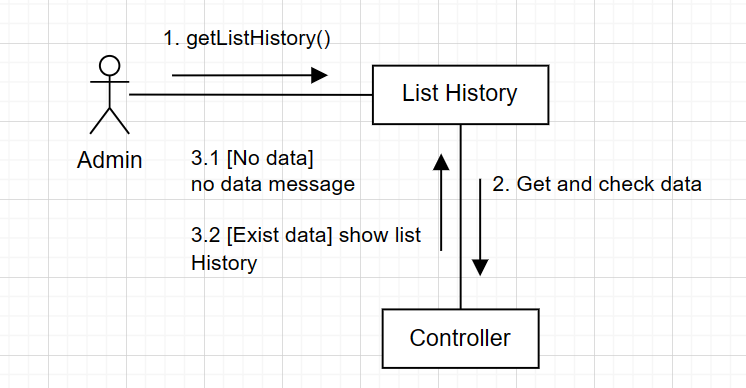 1. getListHistory()
List History
Admin
3.1 [No data]
no data message
2. Get and check data
3.2 [Exist data] show list
History
Controller